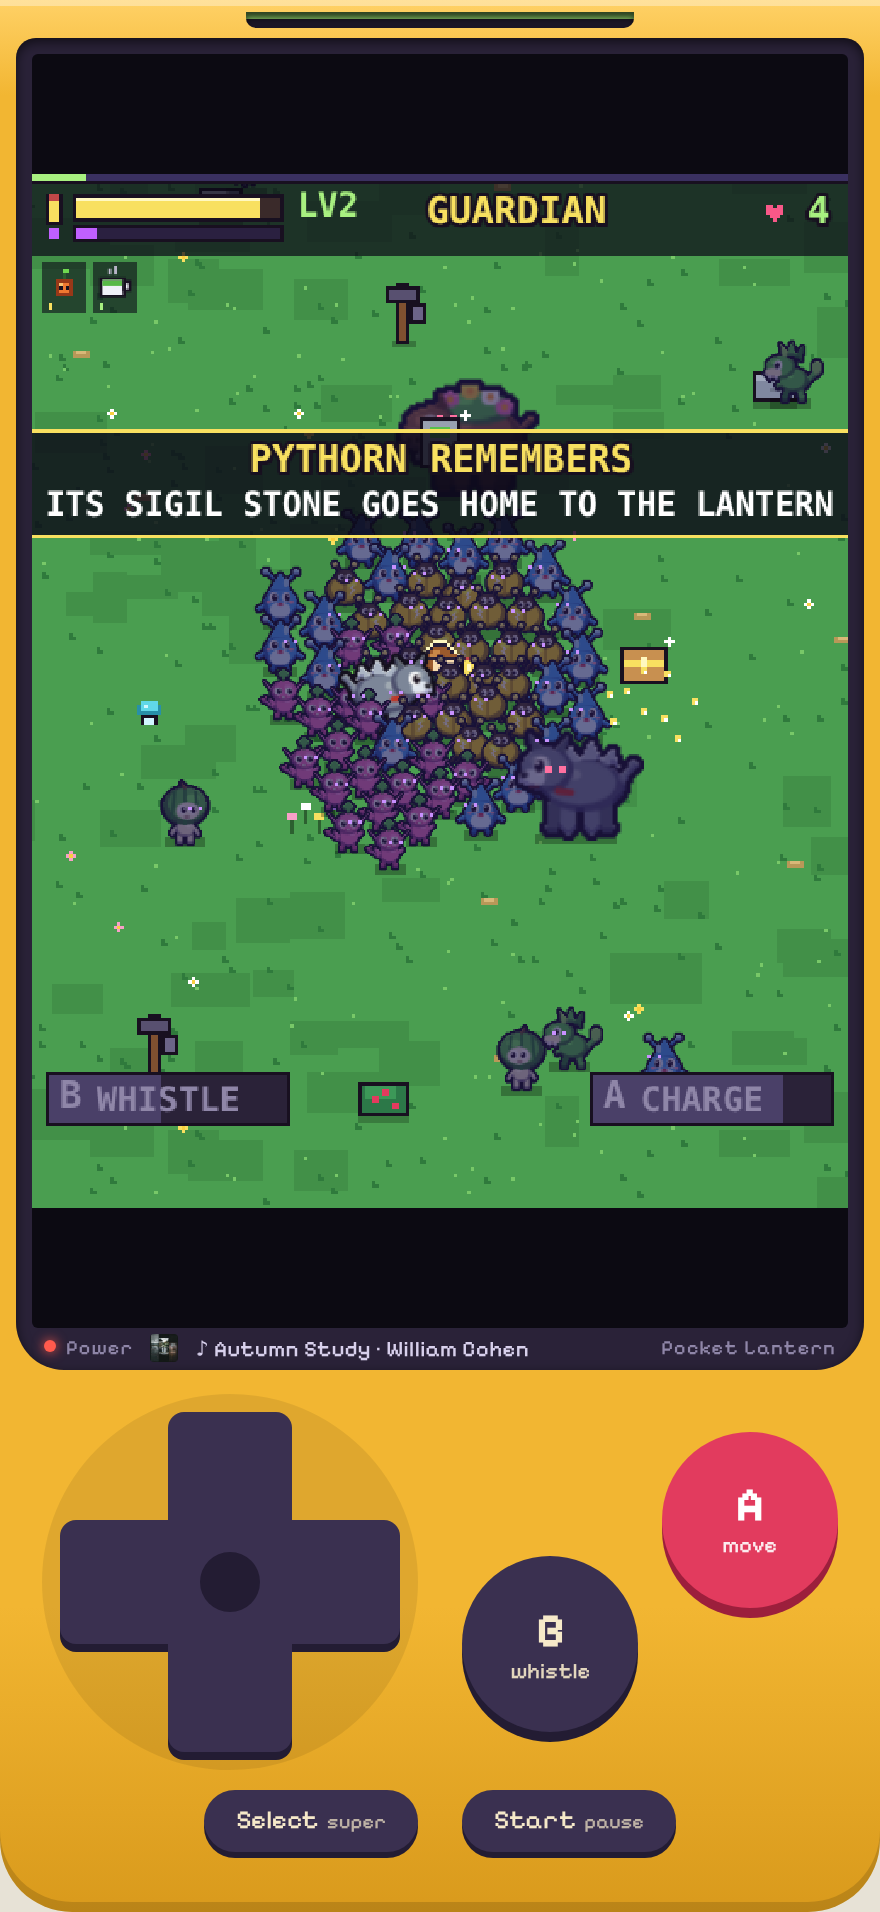 LV2 GUARDIAN 4
PYTHORN REMEMBERS
ITS SIGIL STONE GOES HOME TO THE LANTERN
B WHISTLE
A CHARGE
Power ♪ Autumn Study · William Cohen Pocket Lantern
A
move
B
whistle
Select super
Start pause